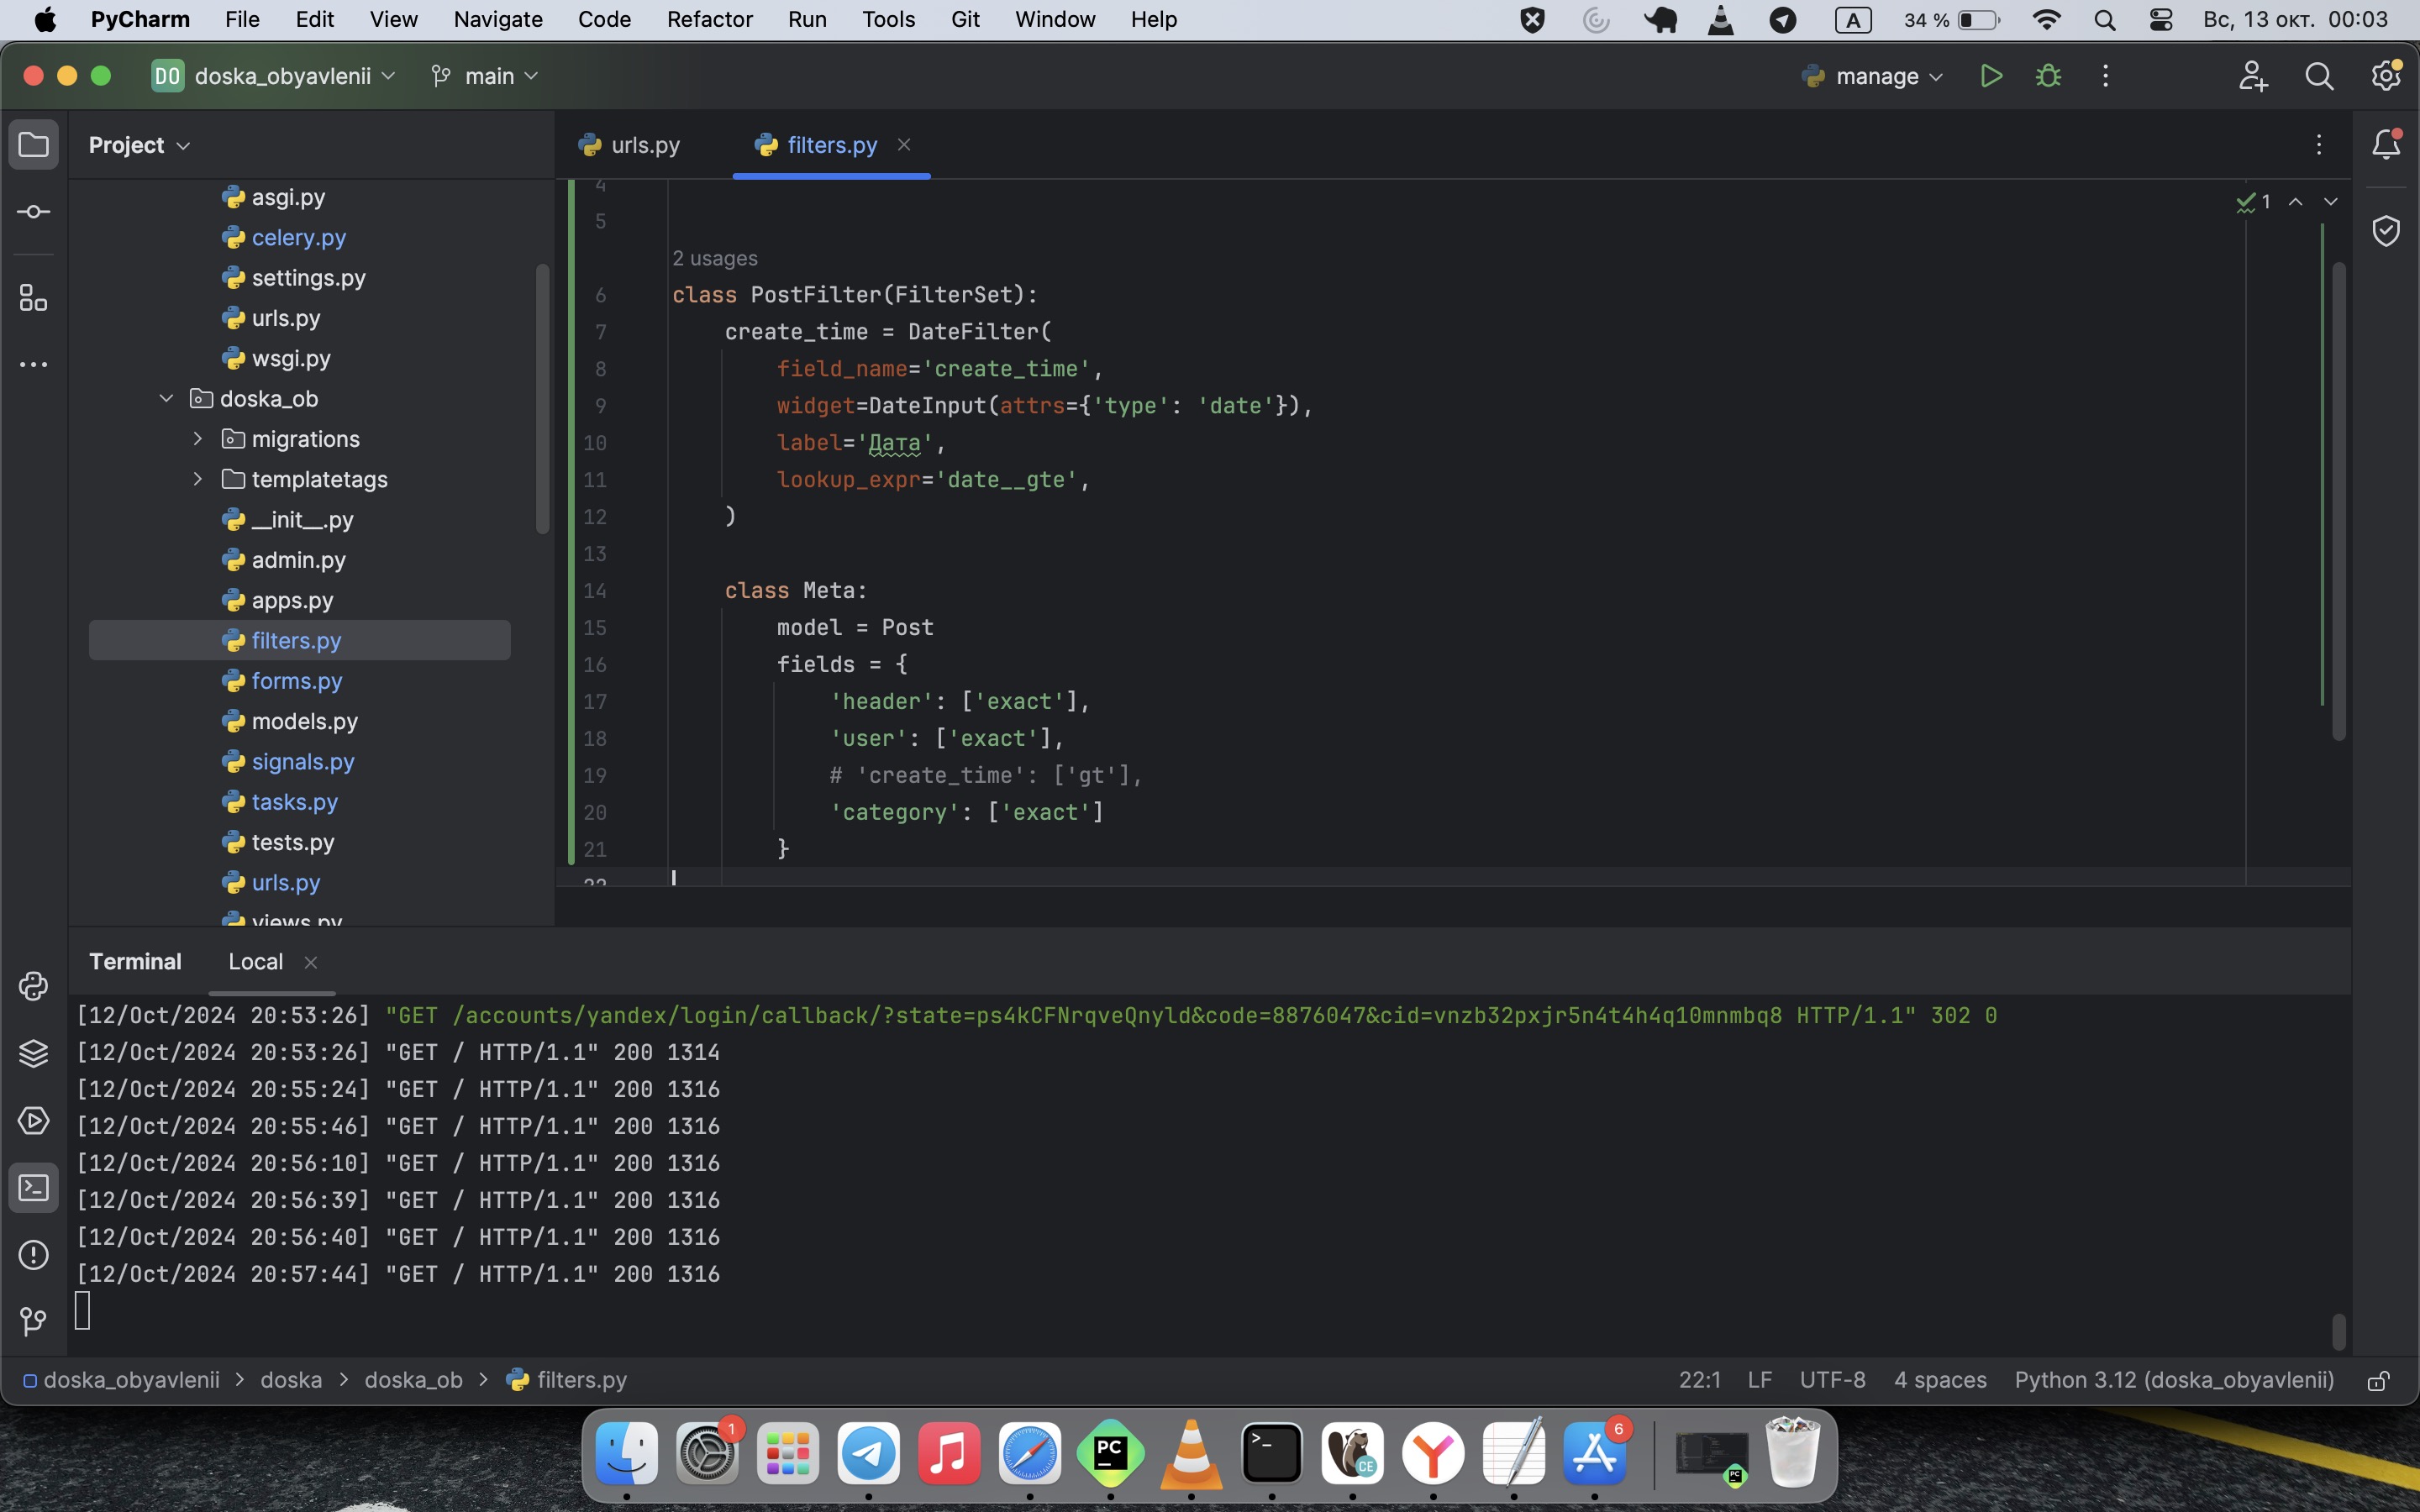 PyCharm File Edit View Navigate Code Refactor Run Tools Git Window Help A 34 % Вс, 13 окт. 00:03
DO doska_obyavlenii main manage
Project
asgi.py
celery.py
settings.py
urls.py
wsgi.py
doska_ob
migrations
templatetags
__init__.py
admin.py
apps.py
filters.py
forms.py
models.py
signals.py
tasks.py
tests.py
urls.py
views.py
urls.py filters.py
1
4
5
2 usages
6 class PostFilter(FilterSet):
7 create_time = DateFilter(
8 field_name='create_time',
9 widget=DateInput(attrs={'type': 'date'}),
10 label='Дата',
11 lookup_expr='date__gte',
12 )
13
14 class Meta:
15 model = Post
16 fields = {
17 'header': ['exact'],
18 'user': ['exact'],
19 # 'create_time': ['gt'],
20 'category': ['exact']
21 }
22
Terminal Local
[12/Oct/2024 20:53:26] "GET /accounts/yandex/login/callback/?state=ps4kCFNrqveQnyld&code=8876047&cid=vnzb32pxjr5n4t4h4q10mnmbq8 HTTP/1.1" 302 0
[12/Oct/2024 20:53:26] "GET / HTTP/1.1" 200 1314
[12/Oct/2024 20:55:24] "GET / HTTP/1.1" 200 1316
[12/Oct/2024 20:55:46] "GET / HTTP/1.1" 200 1316
[12/Oct/2024 20:56:10] "GET / HTTP/1.1" 200 1316
[12/Oct/2024 20:56:39] "GET / HTTP/1.1" 200 1316
[12/Oct/2024 20:56:40] "GET / HTTP/1.1" 200 1316
[12/Oct/2024 20:57:44] "GET / HTTP/1.1" 200 1316
doska_obyavlenii > doska > doska_ob > filters.py 22:1 LF UTF-8 4 spaces Python 3.12 (doska_obyavlenii)
1 PC CE 6 PC